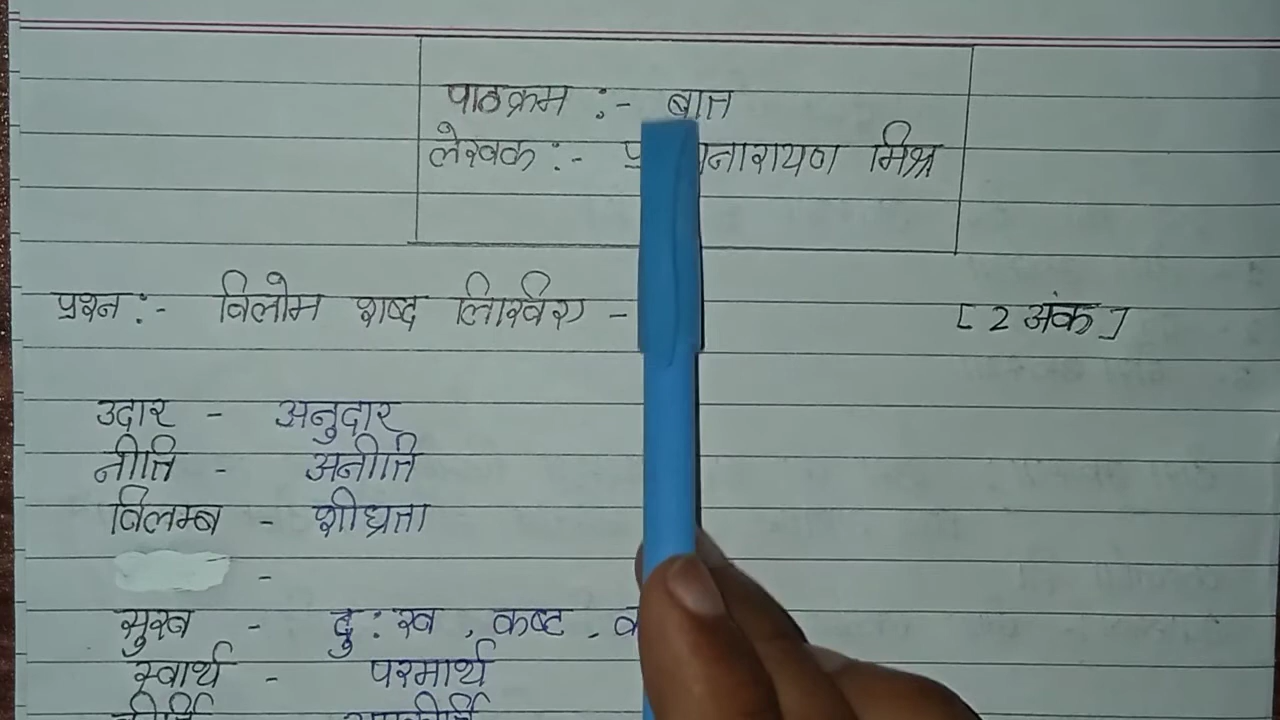 पाठक्रम :- बात
लेखक :- नारायण मिश्र
प्रश्न :- विलोम शब्द लिखिए - [2 अंक]
उदार - अनुदार
नीति - अनीति
विलम्ब - शीघ्रता
-
सुख - दु:ख , कष्ट ,
स्वार्थ - परमार्थ